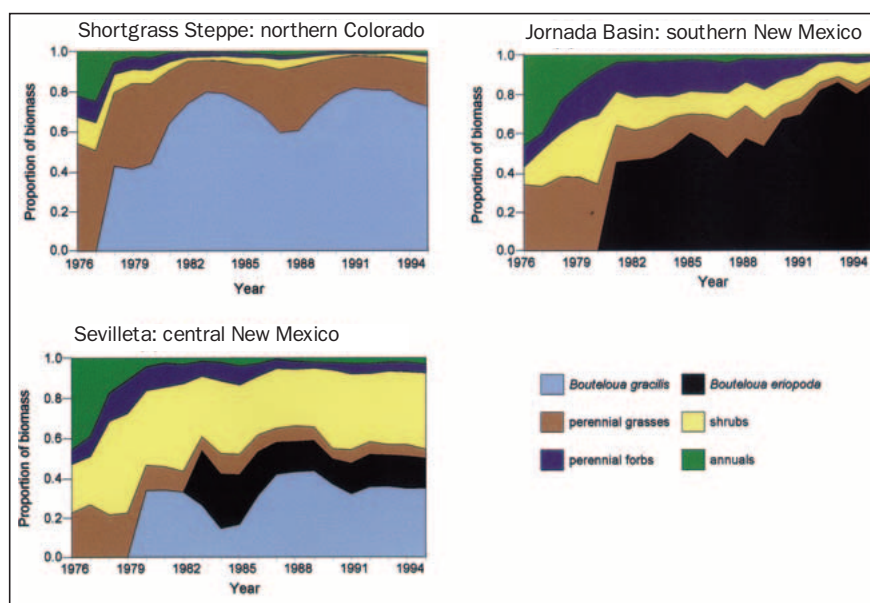 Shortgrass Steppe: northern Colorado
Proportion of biomass
1.0
0.8
0.6
0.4
0.2
0.0
1976 1979 1982 1985 1988 1991 1994
Year
Jornada Basin: southern New Mexico
Proportion of biomass
1.0
0.8
0.6
0.4
0.2
0.0
1976 1979 1982 1985 1988 1991 1994
Year
Sevilleta: central New Mexico
Proportion of biomass
1.0
0.8
0.6
0.4
0.2
0.0
1976 1979 1982 1985 1988 1991 1994
Year
Bouteloua gracilis
Bouteloua eriopoda
perennial grasses
shrubs
perennial forbs
annuals